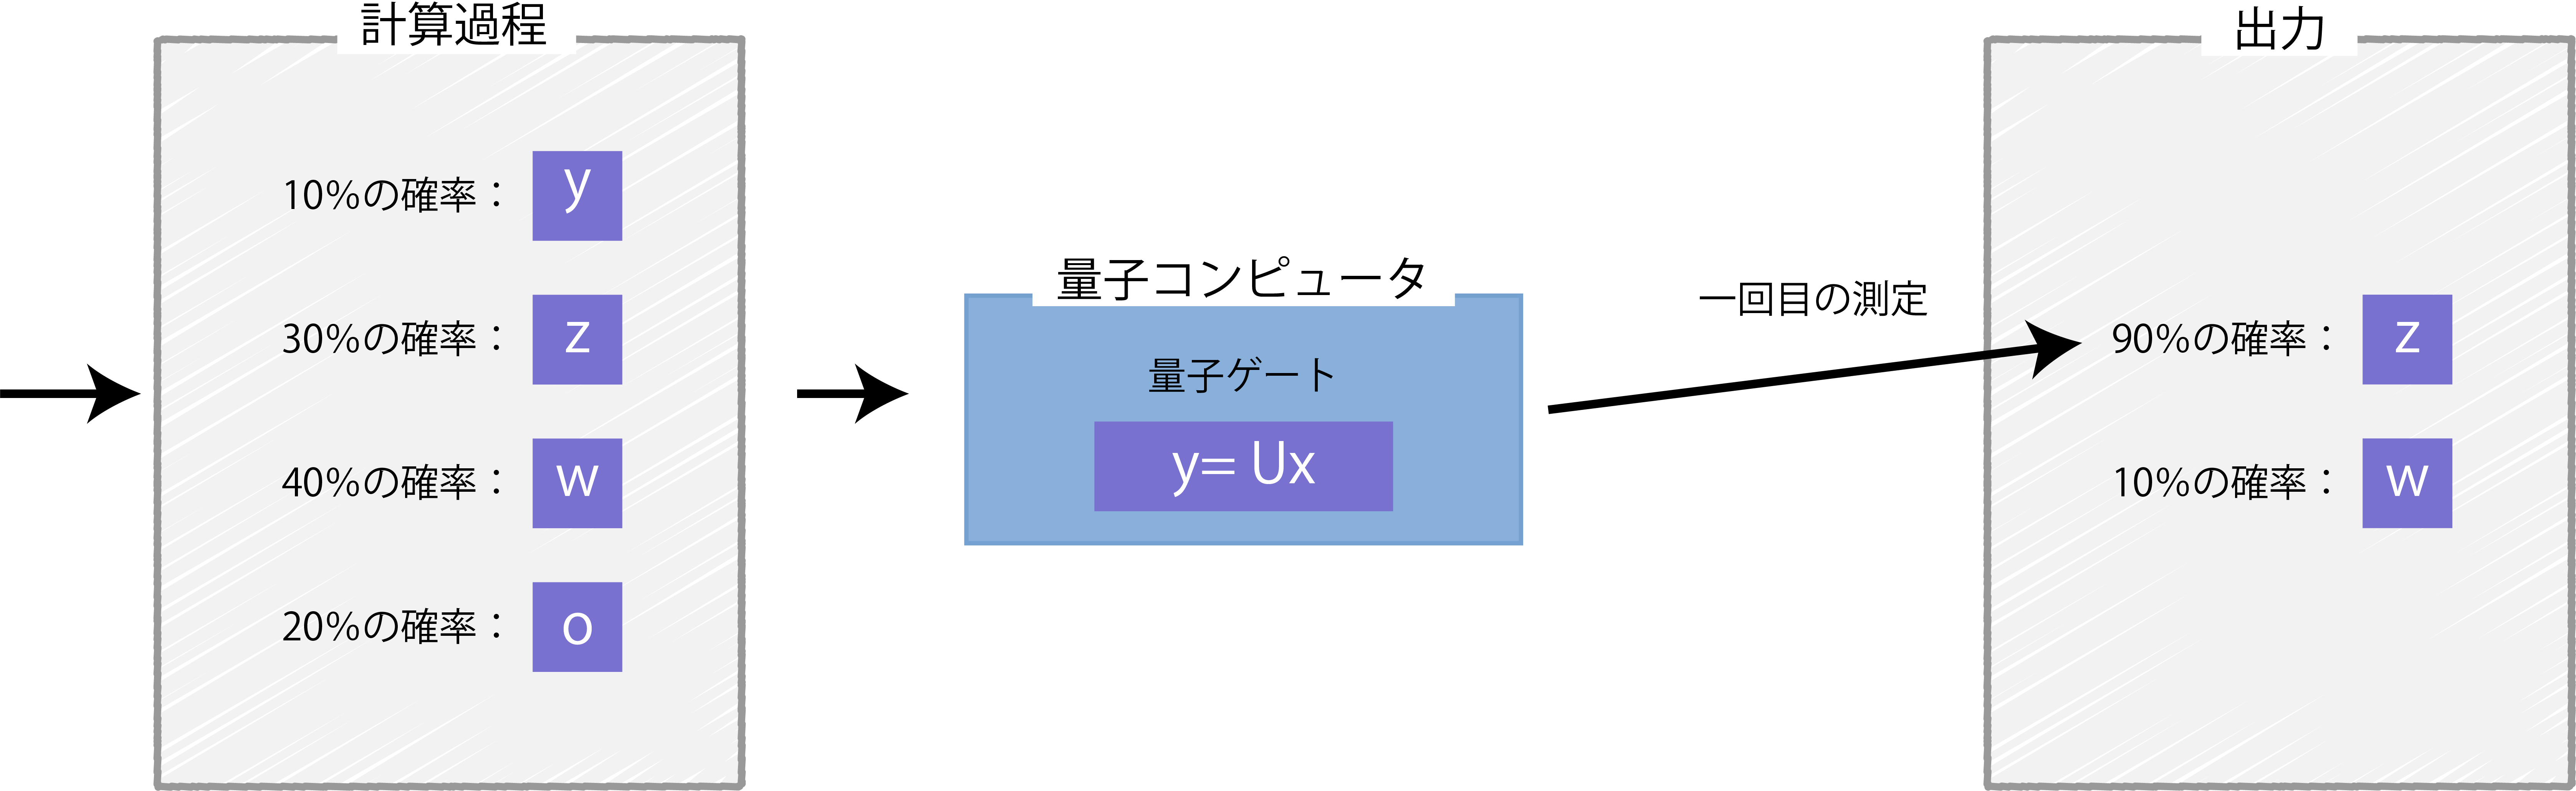 計算過程
10%の確率： y
30%の確率： z
40%の確率： w
20%の確率： o
量子コンピュータ
量子ゲート
y= Ux
一回目の測定
出力
90%の確率： z
10%の確率： w